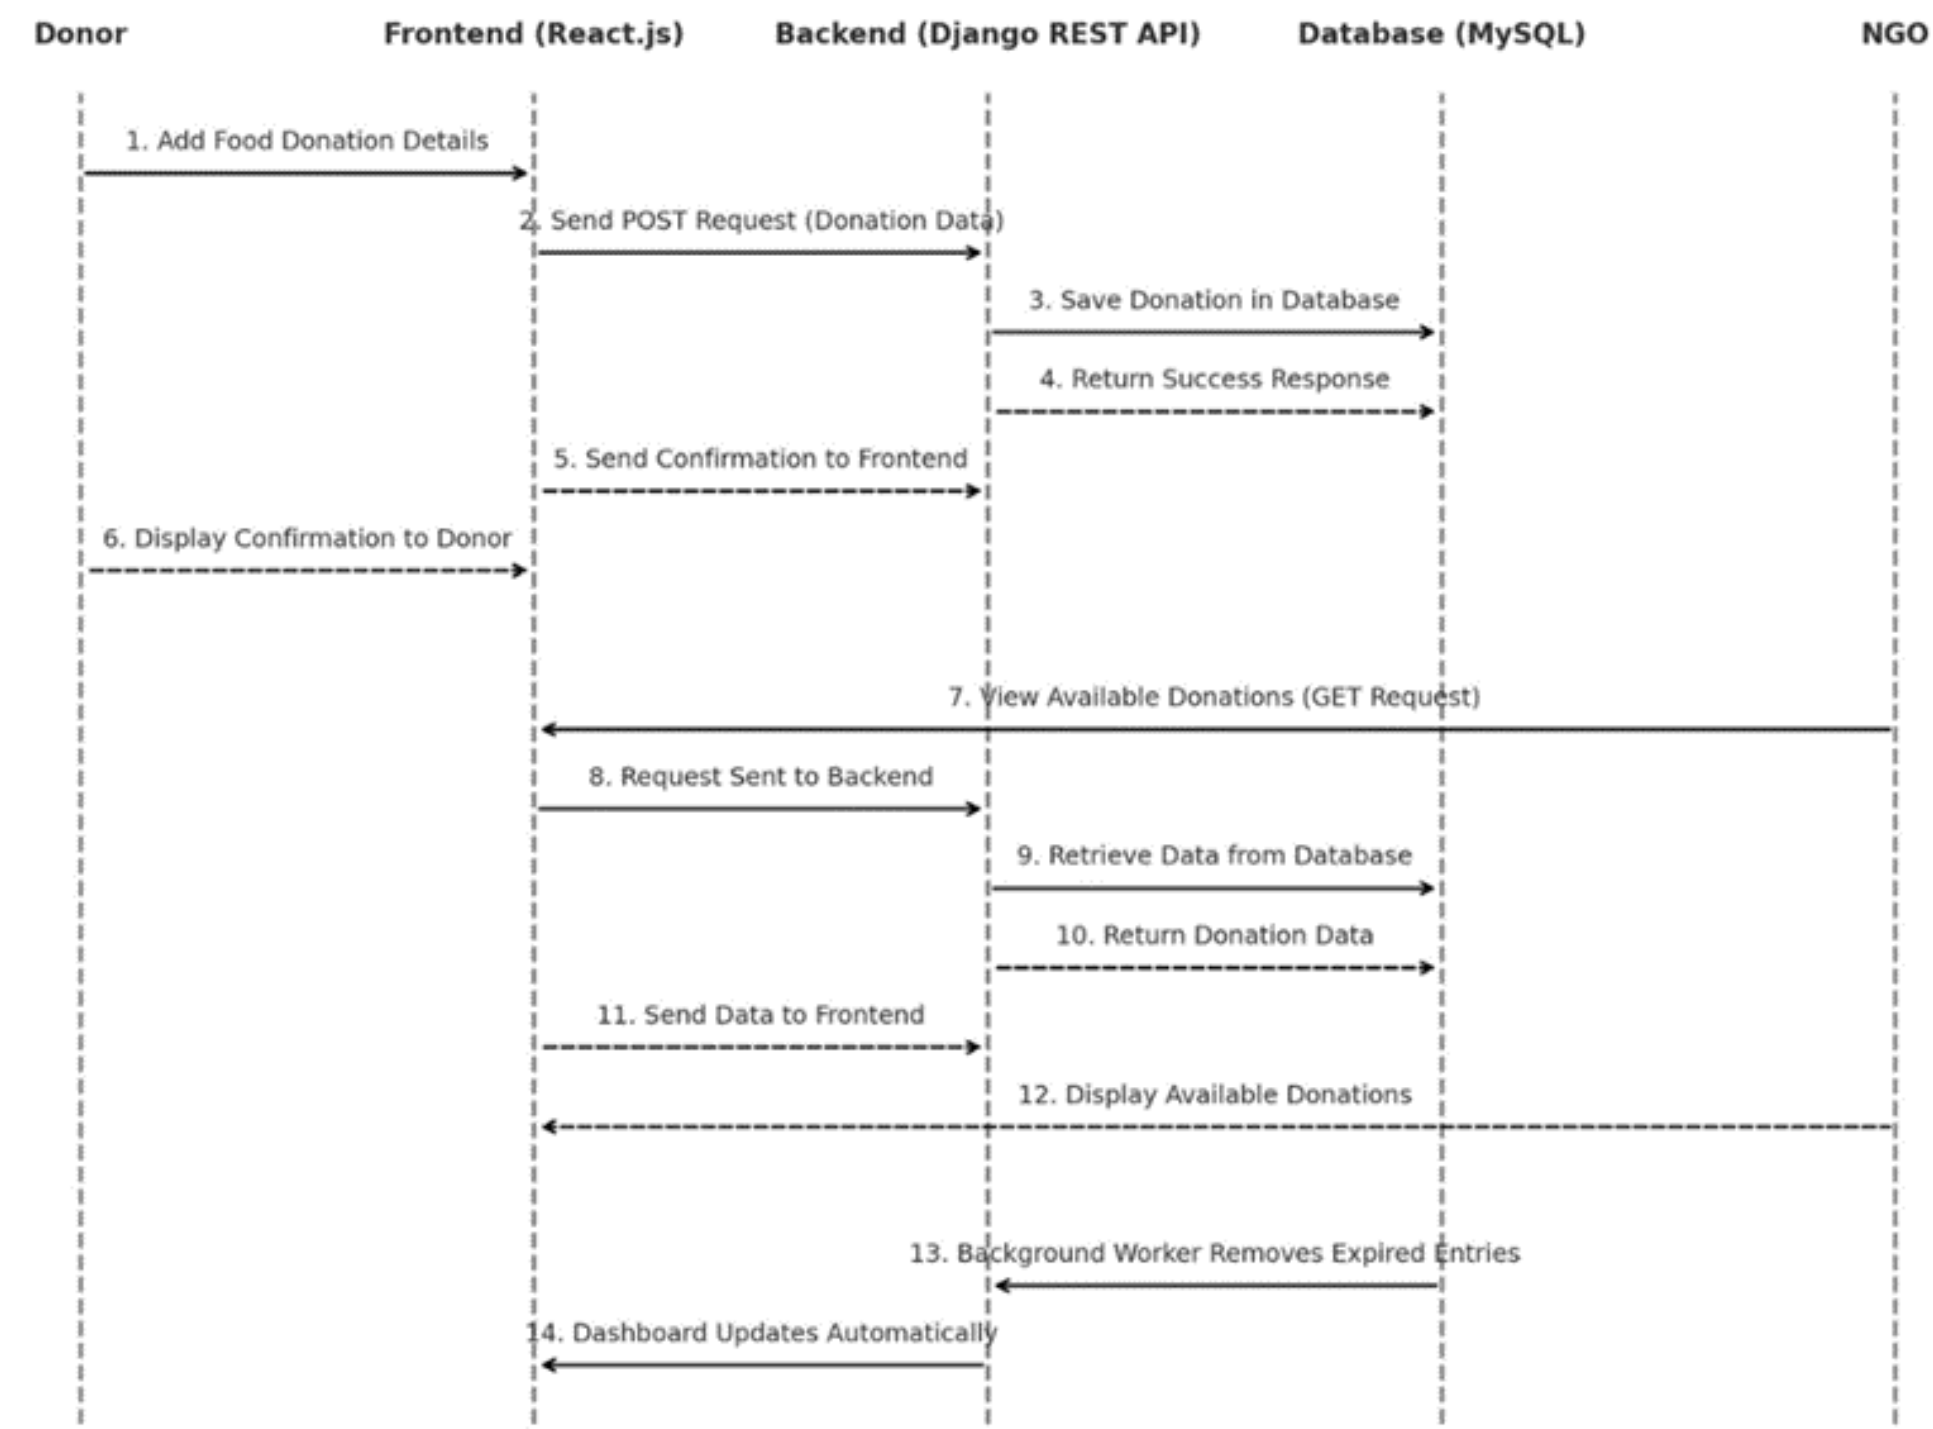 Donor
Frontend (React.js)
Backend (Django REST API)
Database (MySQL)
NGO
1. Add Food Donation Details
2. Send POST Request (Donation Data)
3. Save Donation in Database
4. Return Success Response
5. Send Confirmation to Frontend
6. Display Confirmation to Donor
7. View Available Donations (GET Request)
8. Request Sent to Backend
9. Retrieve Data from Database
10. Return Donation Data
11. Send Data to Frontend
12. Display Available Donations
13. Background Worker Removes Expired Entries
14. Dashboard Updates Automatically